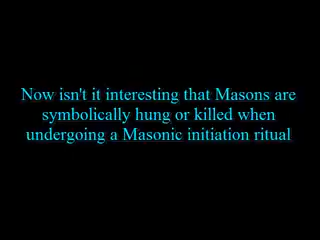 Now isn't it interesting that Masons are
symbolically hung or killed when
undergoing a Masonic initiation ritual